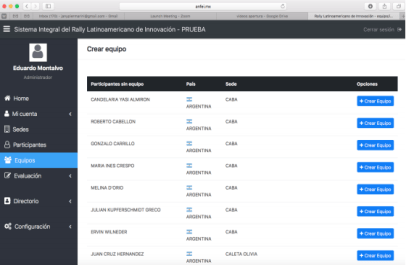 Sistema Integral del Rally Latinoamericano de Innovación - PRUEBA
Cerrar sesión
Eduardo Montalvo
Administrador
Home
Mi cuenta
Sedes
Participantes
Equipos
Evaluación
Directorio
Configuración
Crear equipo
Participantes sin equipo País Sede Opciones
CANDELARIA YASI ALMIRON ARGENTINA CABA + Crear Equipo
ROBERTO CABELLON ARGENTINA CABA + Crear Equipo
GONZALO CARRILLO ARGENTINA CABA + Crear Equipo
MARIA INES CRESPO ARGENTINA CABA + Crear Equipo
MELINA D'ORIO ARGENTINA CABA + Crear Equipo
JULIAN KUPFERSCHMIDT GRECO ARGENTINA CABA + Crear Equipo
ERVIN ARGENTINA CABA + Crear Equipo
JUAN CRUZ HERNANDEZ CALETA OLIVIA + Crear Equipo